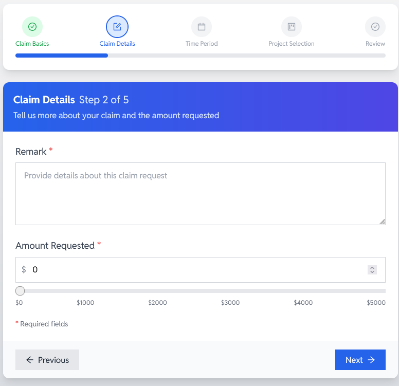 Claim Basics
Claim Details
Time Period
Project Selection
Review
Claim Details Step 2 of 5
Tell us more about your claim and the amount requested
Remark *
Provide details about this claim request
Amount Requested *
$ 0
$0 $1000 $2000 $3000 $4000 $5000
* Required fields
← Previous
Next →